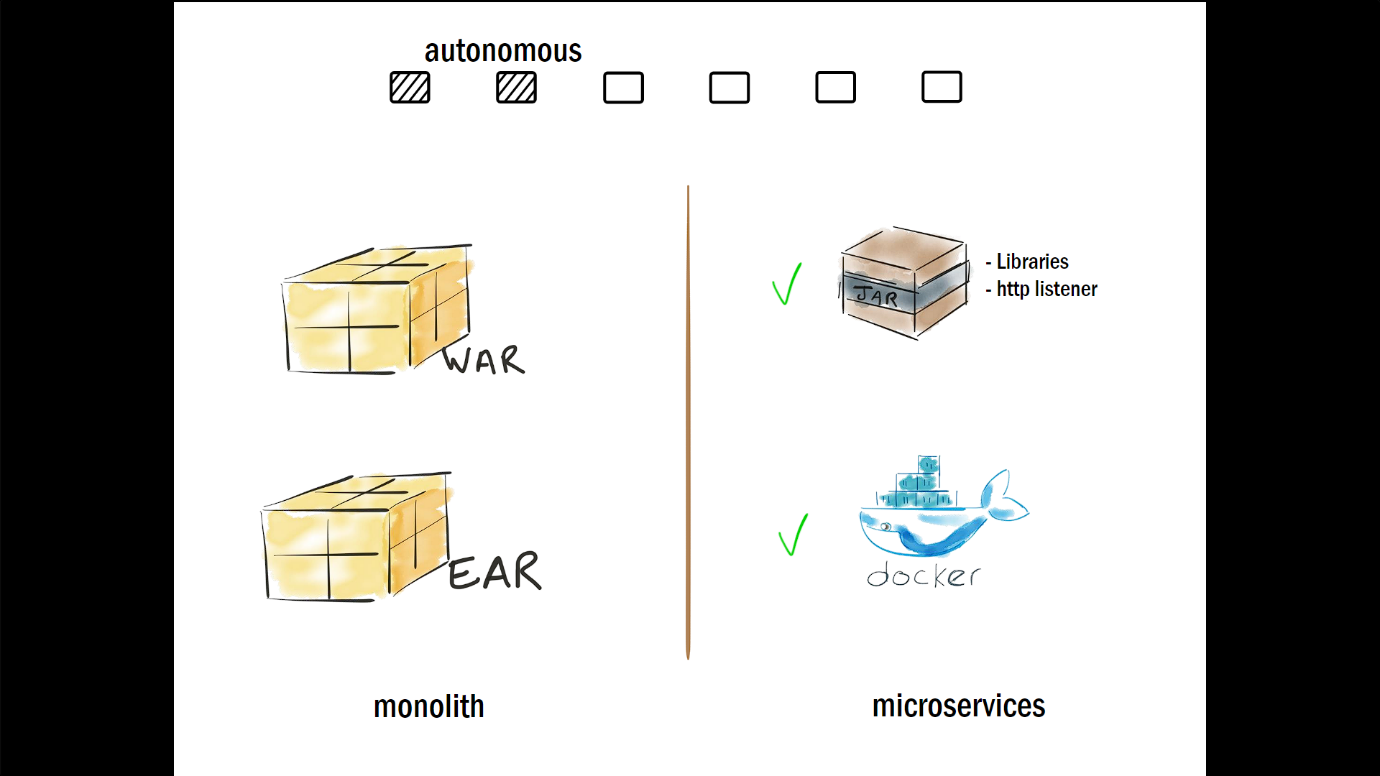 autonomous
WAR
EAR
monolith
JAR
- Libraries
- http listener
docker
microservices